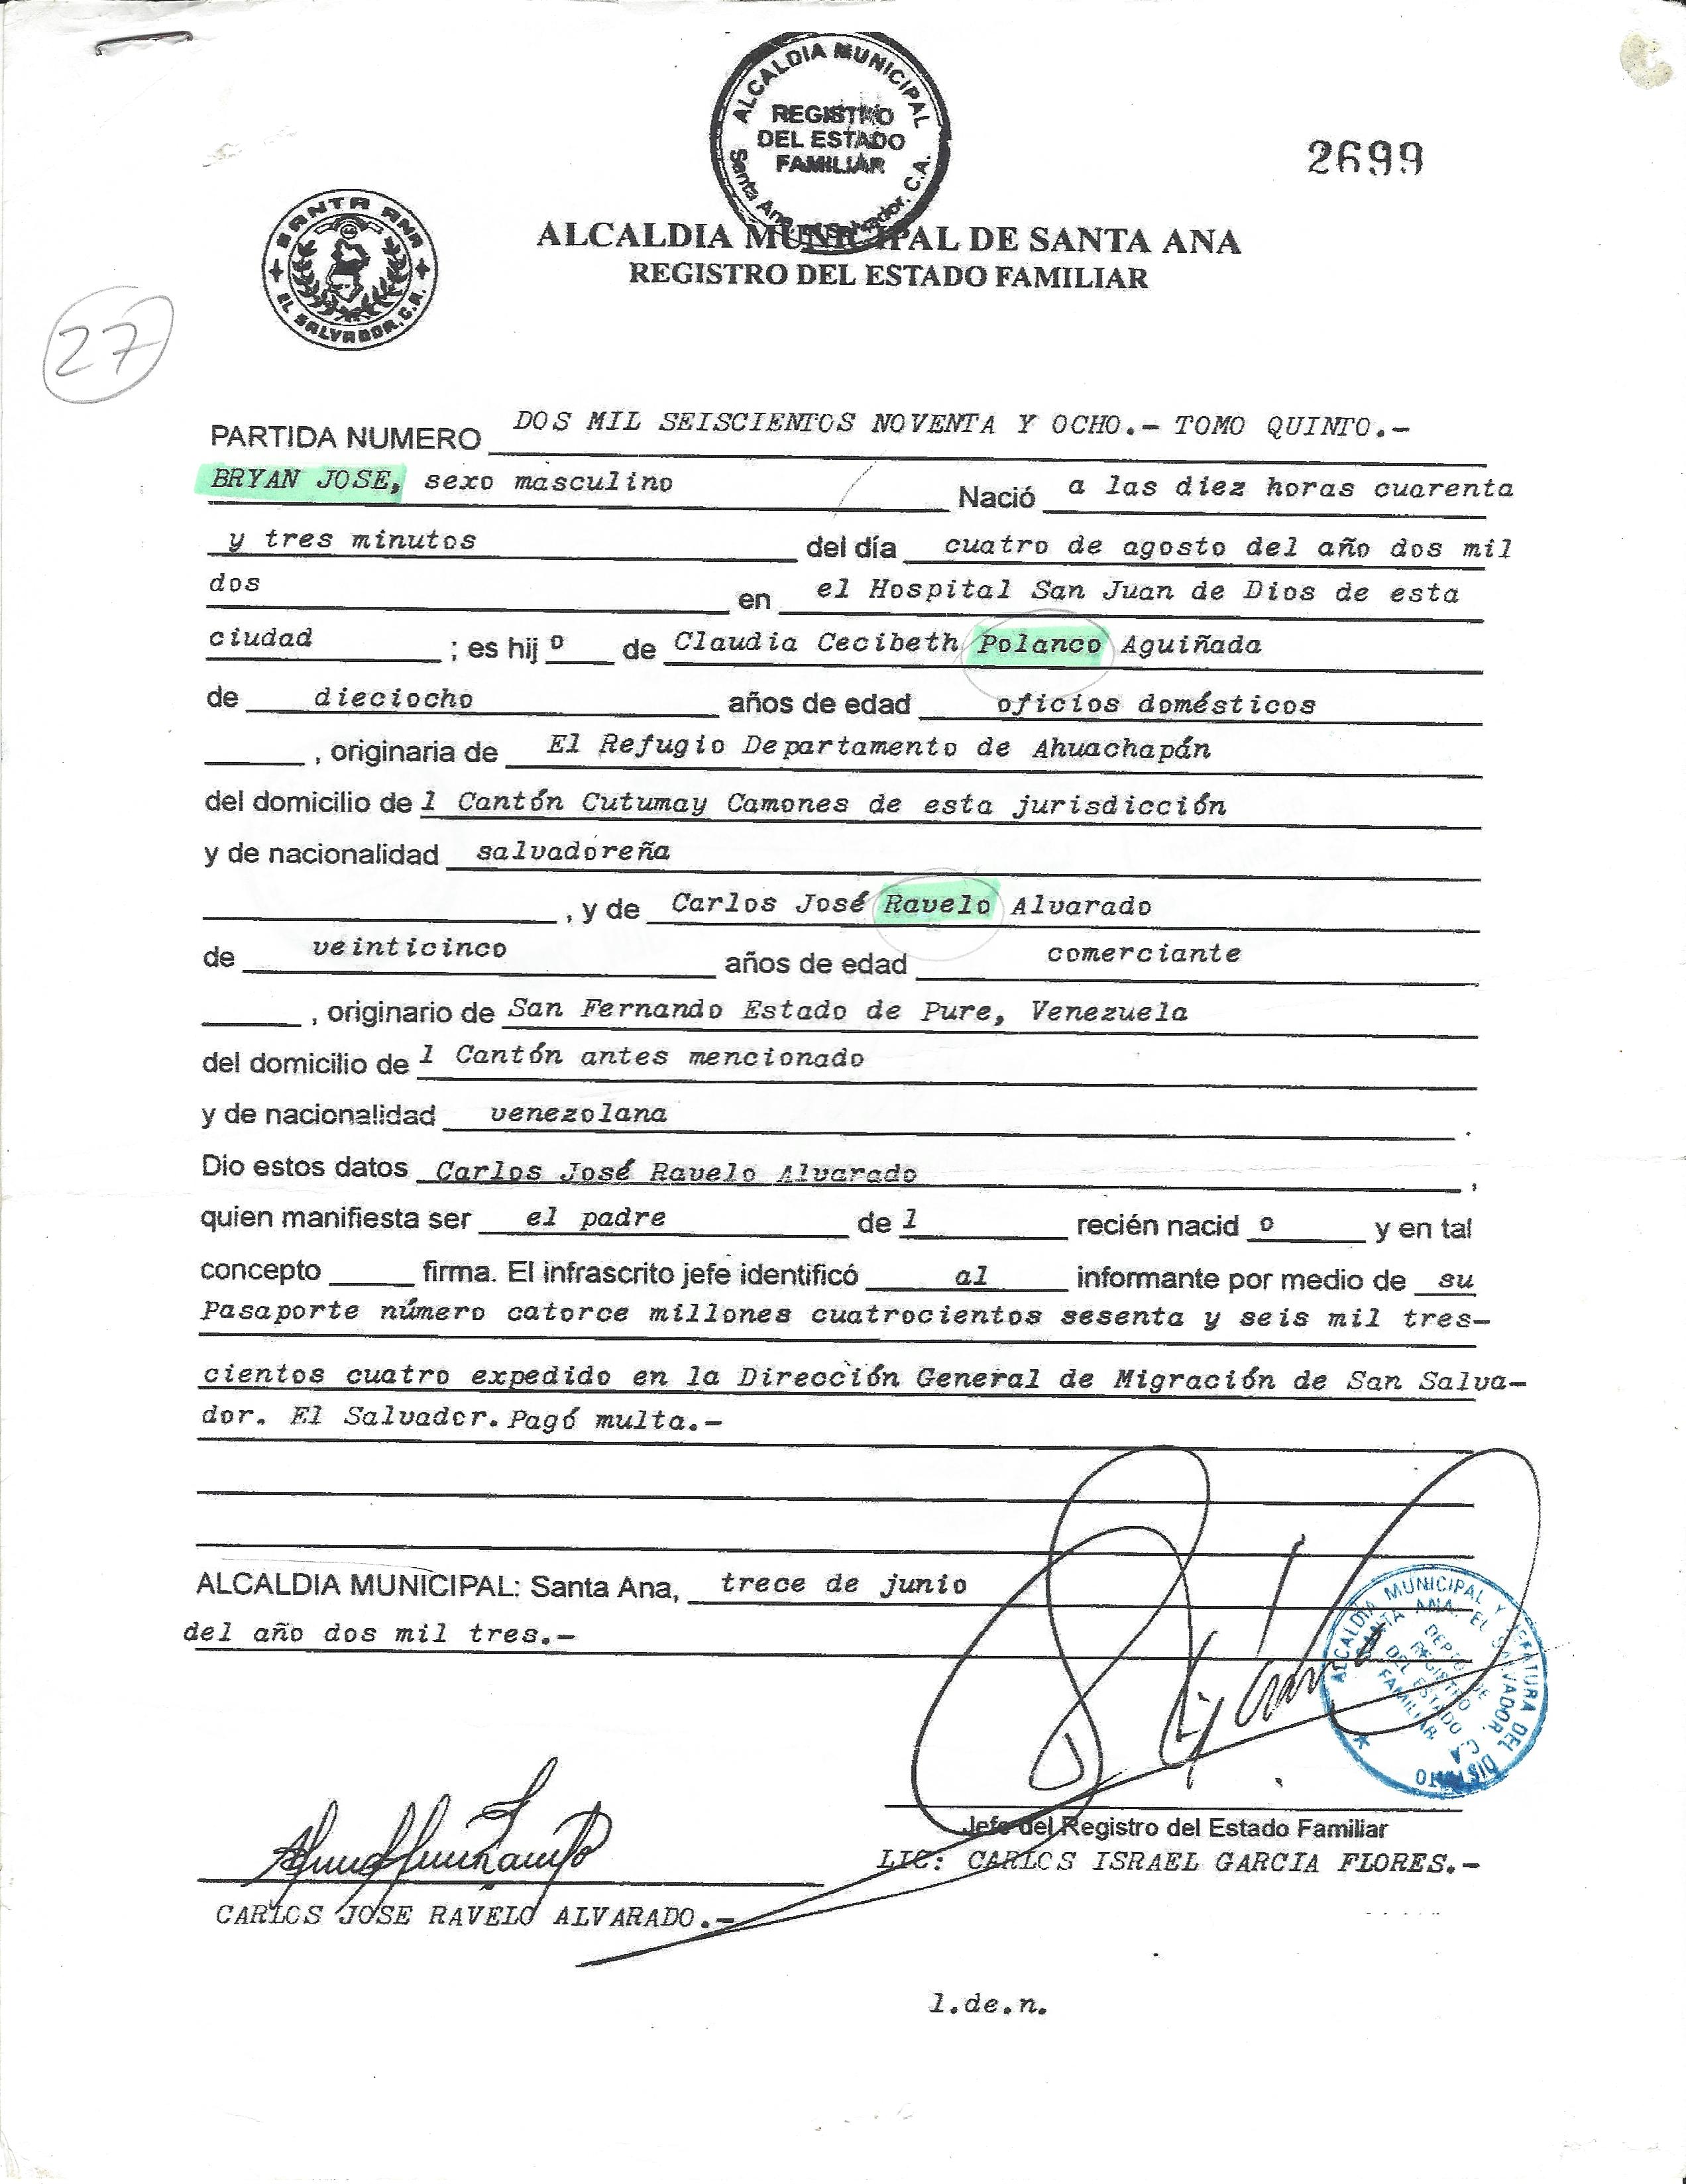 ALCALDIA MUNICIPAL
REGISTRO
DEL ESTADO
FAMILIAR
Santa Ana El Salvador, C.A.
2699
SANTA ANA
EL SALVADOR, C.A.
ALCALDIA MUNICIPAL DE SANTA ANA
REGISTRO DEL ESTADO FAMILIAR
27
PARTIDA NUMERO DOS MIL SEISCIENTOS NOVENTA Y OCHO.- TOMO QUINTO.-
BRYAN JOSE, sexo masculino Nació a las diez horas cuarenta
y tres minutos del día cuatro de agosto del año dos mil
dos en el Hospital San Juan de Dios de esta
ciudad ; es hij o de Claudia Cecibeth Polanco Aguiñada
de dieciocho años de edad oficios domésticos
, originaria de El Refugio Departamento de Ahuachapán
del domicilio de l Cantón Cutumay Camones de esta jurisdicción
y de nacionalidad salvadoreña
, y de Carlos José Ravelo Alvarado
de veinticinco años de edad comerciante
, originario de San Fernando Estado de Pure, Venezuela
del domicilio de l Cantón antes mencionado
y de nacionalidad venezolana .
Dio estos datos Carlos José Ravelo Alvarado ,
quien manifiesta ser el padre de l recién nacid o y en tal
concepto firma. El infrascrito jefe identificó al informante por medio de su
Pasaporte número catorce millones cuatrocientos sesenta y seis mil tres-
cientos cuatro expedido en la Dirección General de Migración de San Salva-
dor. El Salvador. Pagó multa.-
ALCALDIA MUNICIPAL: Santa Ana, trece de junio
del año dos mil tres.-
ALCALDIA MUNICIPAL Y JEFATURA DEL DISTRITO
SANTA ANA, EL SALVADOR, C.A.
DEPTO. DE
REGISTRO
DEL ESTADO
FAMILIAR
Jefe del Registro del Estado Familiar
LIC: CARLOS ISRAEL GARCIA FLORES.-
CARLOS JOSE RAVELO ALVARADO.-
l.de.n.